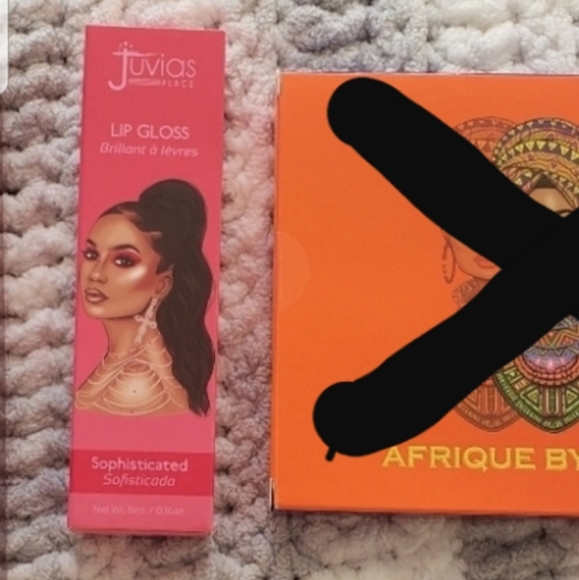 Juvias
PLACE
LIP GLOSS
Brillant à lèvres
Sophisticated
Sofisticada
Net Wt. 5ml / 0.16oz.
AFRIQUE BY